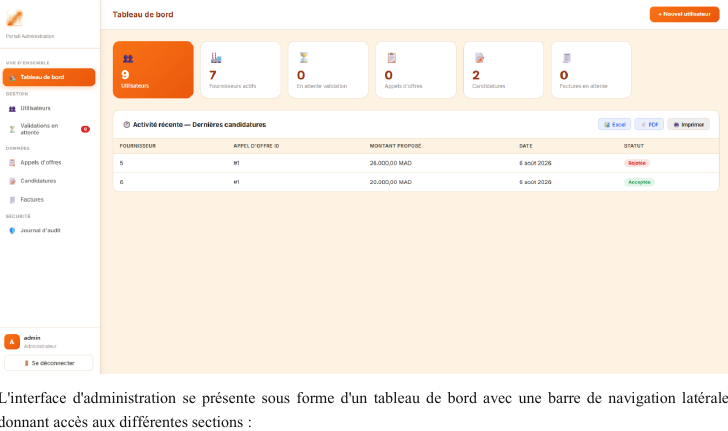 Tableau de bord
+ Nouvel utilisateur
Portail Administration
VUE D'ENSEMBLE
Tableau de bord
GESTION
Utilisateurs
Validations en
attente
DONNÉES
Appels d'offres
Candidatures
Factures
SÉCURITÉ
Journal d'audit
9
Utilisateurs
7
Fournisseurs actifs
0
En attente validation
0
Appels d'offres
2
Candidatures
0
Factures en attente
Activité récente — Dernières candidatures
Excel
PDF
Imprimer
FOURNISSEUR APPEL D'OFFRE ID MONTANT PROPOSÉ DATE STATUT
5 #1 26.000,00 MAD 6 août 2026 Rejetée
6 #1 20.000,00 MAD 6 août 2026 Acceptée
A
admin
Administrateur
Se déconnecter
L'interface d'administration se présente sous forme d'un tableau de bord avec une barre de navigation latérale
donnant accès aux différentes sections :